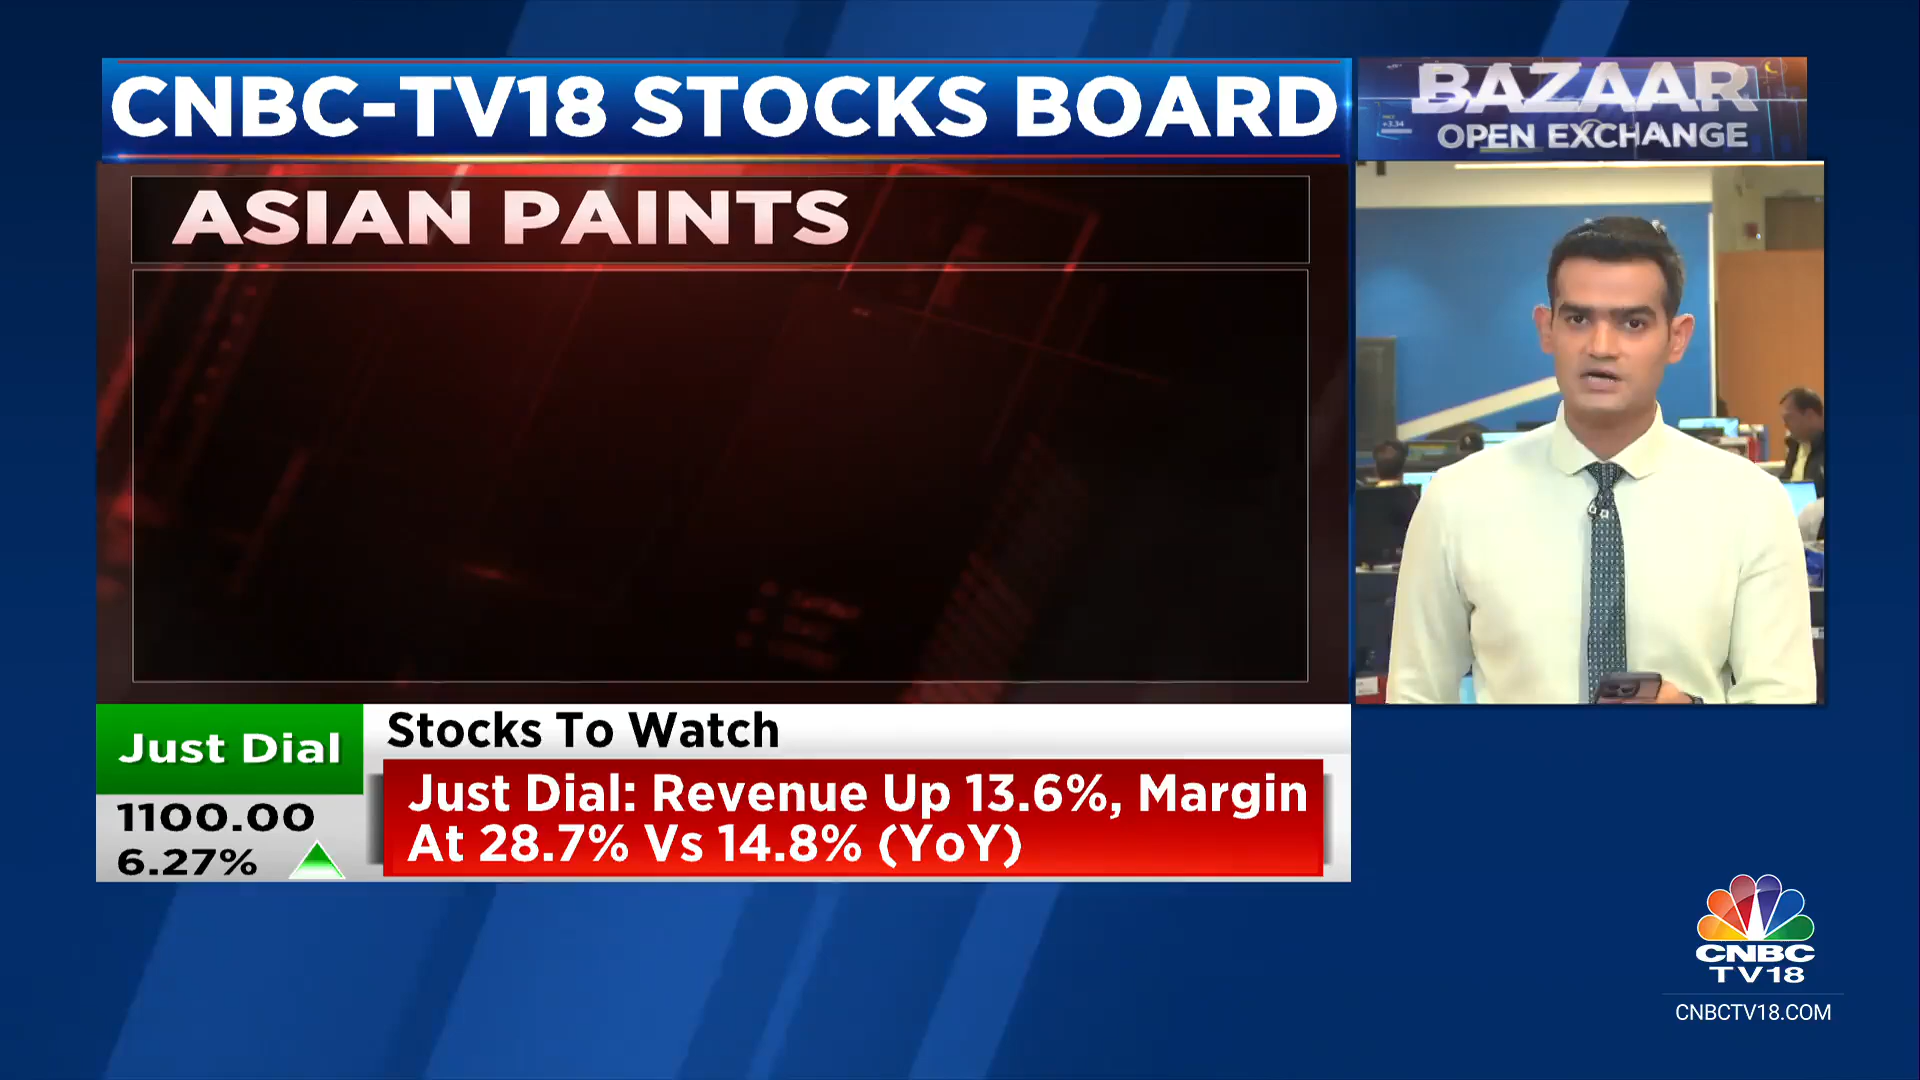 CNBC-TV18 STOCKS BOARD
BAZAAR
OPEN EXCHANGE
ASIAN PAINTS
Just Dial
1100.00
6.27%
Stocks To Watch
Just Dial: Revenue Up 13.6%, Margin
At 28.7% Vs 14.8% (YoY)
CNBC
TV18
CNBCTV18.COM